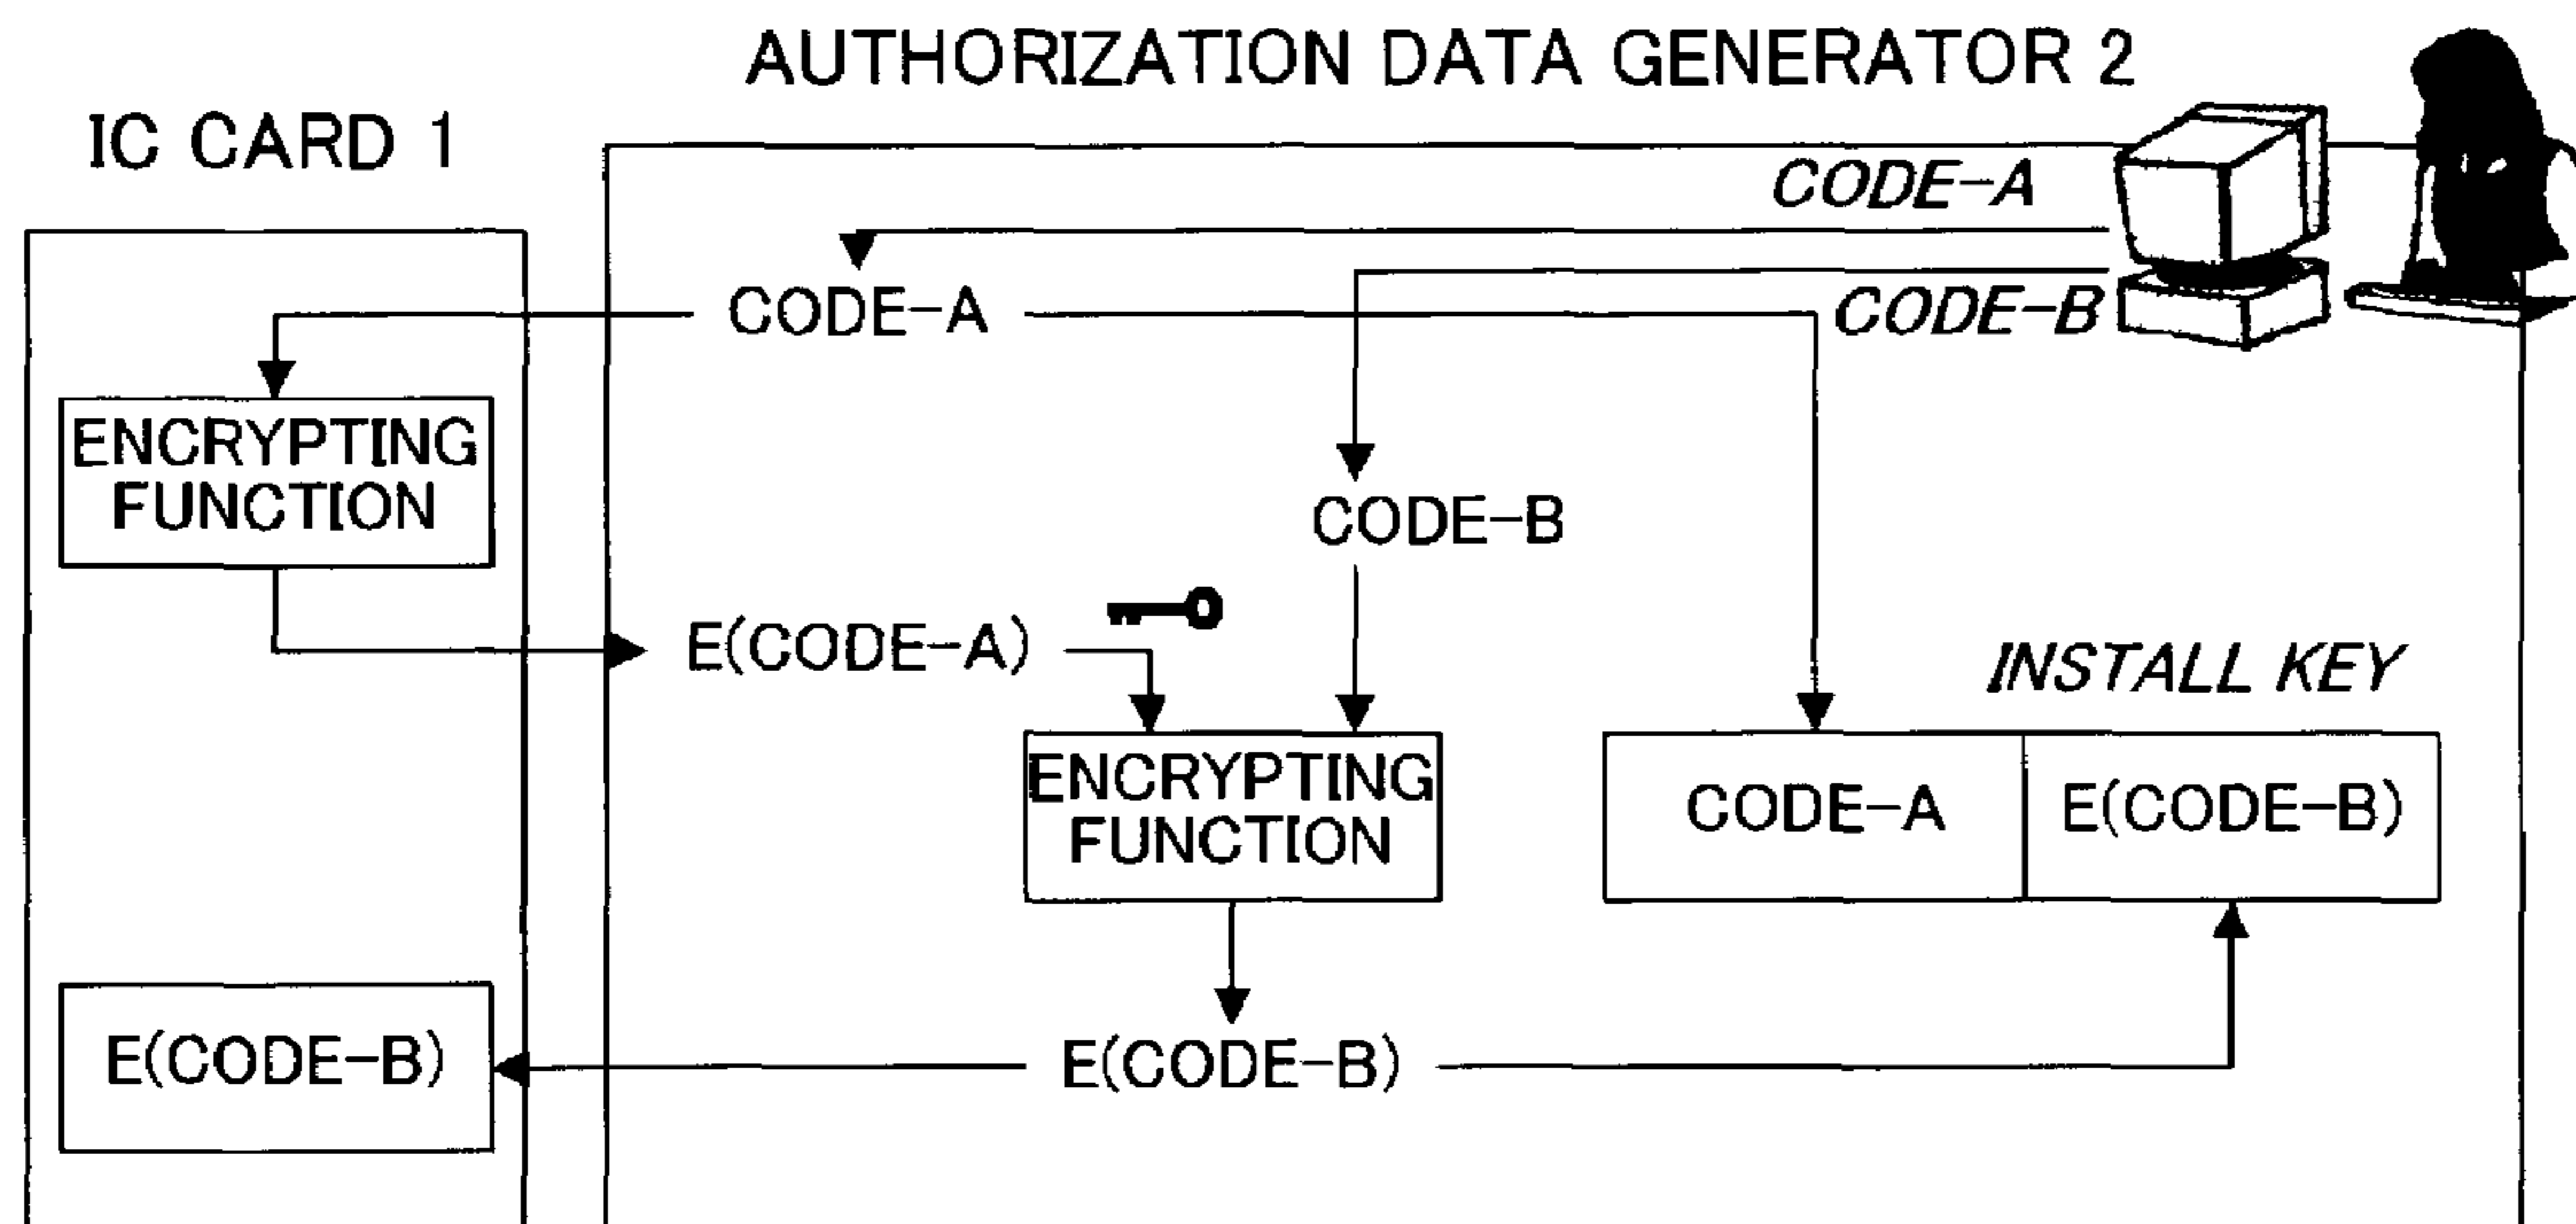 AUTHORIZATION DATA GENERATOR 2
IC CARD 1
CODE-A
CODE-A
CODE-B
ENCRYPTING
FUNCTION
CODE-B
E(CODE-A)
INSTALL KEY
ENCRYPTING
FUNCTION
CODE-A
E(CODE-B)
E(CODE-B)
E(CODE-B)